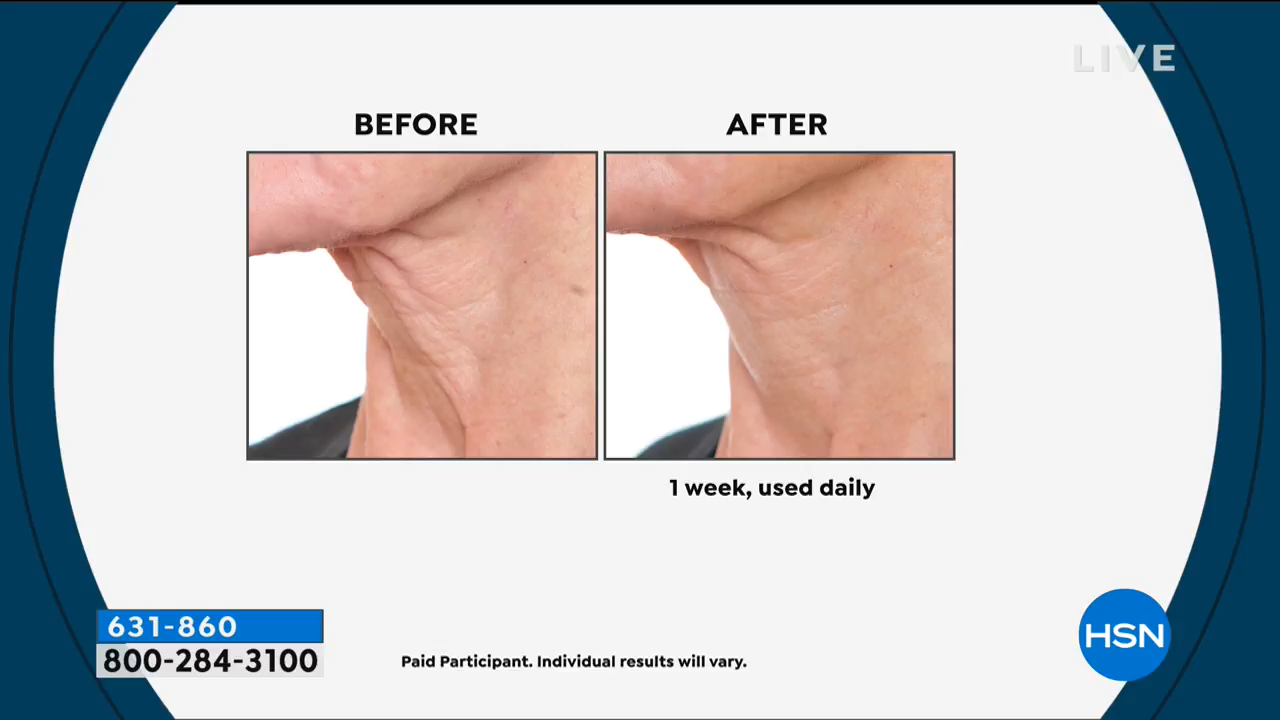 LIVE
BEFORE
AFTER
1 week, used daily
631-860
800-284-3100
Paid Participant. Individual results will vary.
HSN